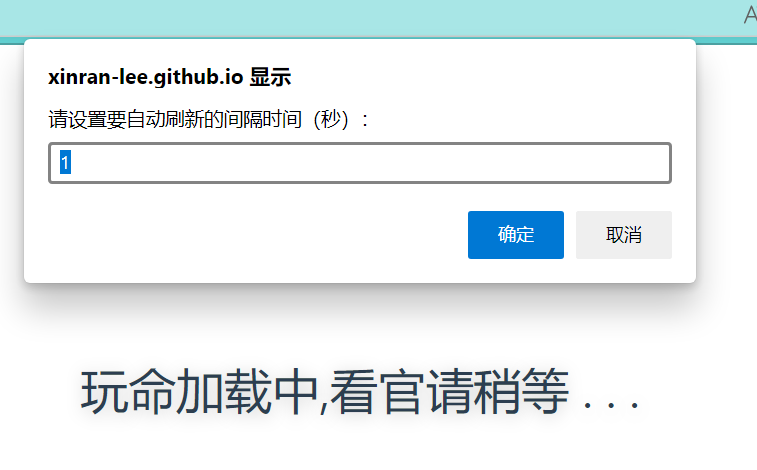 A
xinran-lee.github.io 显示
请设置要自动刷新的间隔时间（秒）：
1
确定 取消
玩命加载中,看官请稍等 . . .